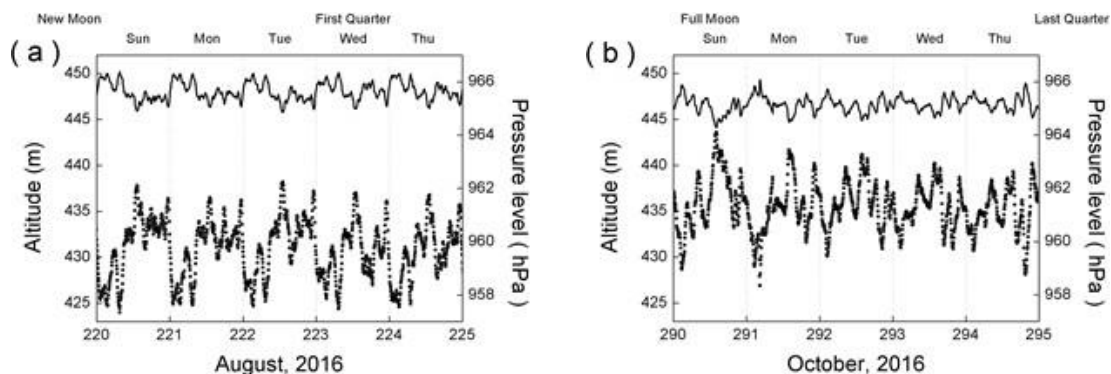 New Moon First Quarter
(a) Sun Mon Tue Wed Thu
450
445
440
435
430
425
Altitude (m)
966
964
962
960
958
Pressure level ( hPa )
220 221 222 223 224 225
August, 2016
Full Moon Last Quarter
(b) Sun Mon Tue Wed Thu
450
445
440
435
430
425
Altitude (m)
966
964
962
960
958
Pressure level ( hPa )
290 291 292 293 294 295
October, 2016